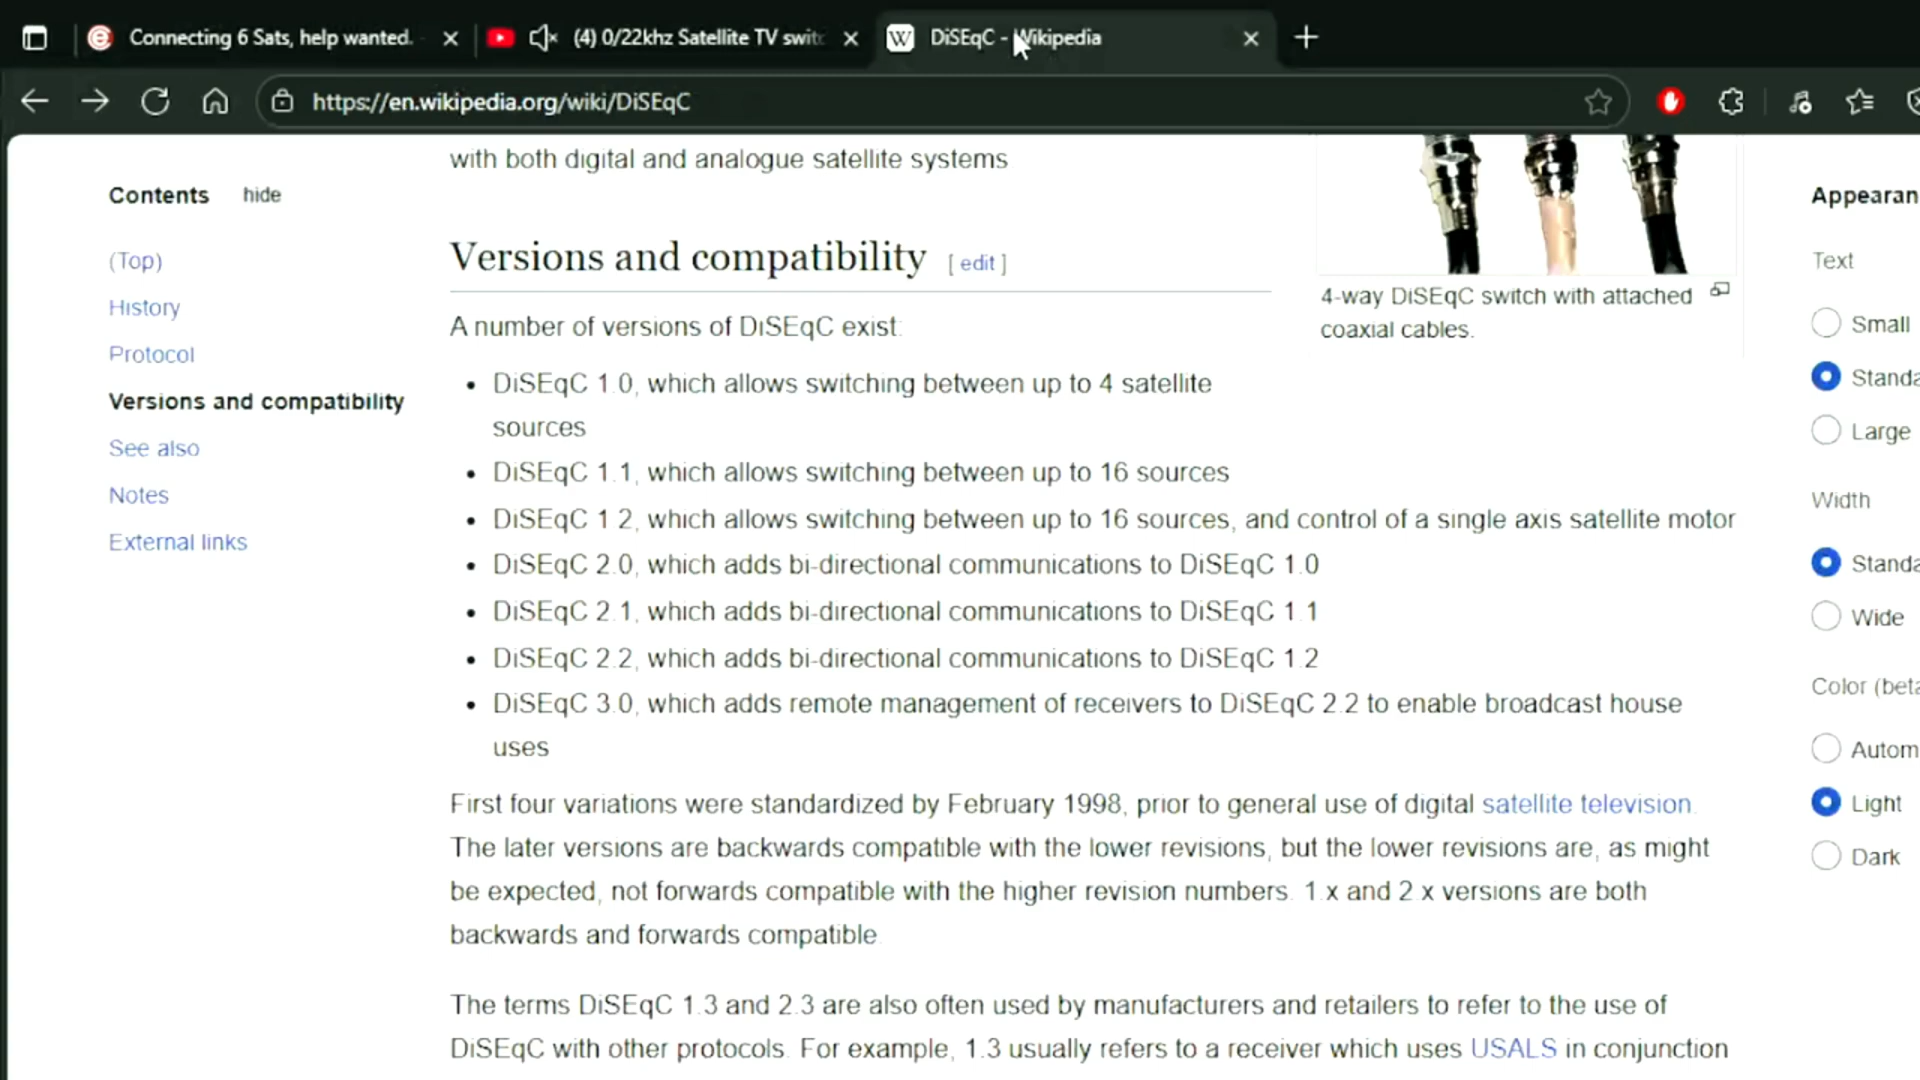 Connecting 6 Sats, help wanted.
(4) 0/22khz Satellite TV switc
DiSEqC - Wikipedia
https://en.wikipedia.org/wiki/DiSEqC
with both digital and analogue satellite systems
Contents hide
(Top)
History
Protocol
Versions and compatibility
See also
Notes
External links
Versions and compatibility [ edit ]
A number of versions of DiSEqC exist:
• DiSEqC 1.0, which allows switching between up to 4 satellite
sources
• DiSEqC 1.1, which allows switching between up to 16 sources
• DiSEqC 1 2, which allows switching between up to 16 sources, and control of a single axis satellite motor
• DiSEqC 2.0, which adds bi-directional communications to DiSEqC 1.0
• DiSEqC 2.1, which adds bi-directional communications to DiSEqC 1 1
• DiSEqC 2.2, which adds bi-directional communications to DiSEqC 1.2
• DiSEqC 3.0, which adds remote management of receivers to DiSEqC 2.2 to enable broadcast house
uses
First four variations were standardized by February 1998, prior to general use of digital satellite television.
The later versions are backwards compatible with the lower revisions, but the lower revisions are, as might
be expected, not forwards compatible with the higher revision numbers. 1.x and 2 x versions are both
backwards and forwards compatible
The terms DiSEqC 1.3 and 2.3 are also often used by manufacturers and retailers to refer to the use of
DiSEqC with other protocols. For example, 1.3 usually refers to a receiver which uses USALS in conjunction
4-way DiSEqC switch with attached
coaxial cables.
Appearan
Text
Small
Standa
Large
Width
Standa
Wide
Color (beta
Autom
Light
Dark